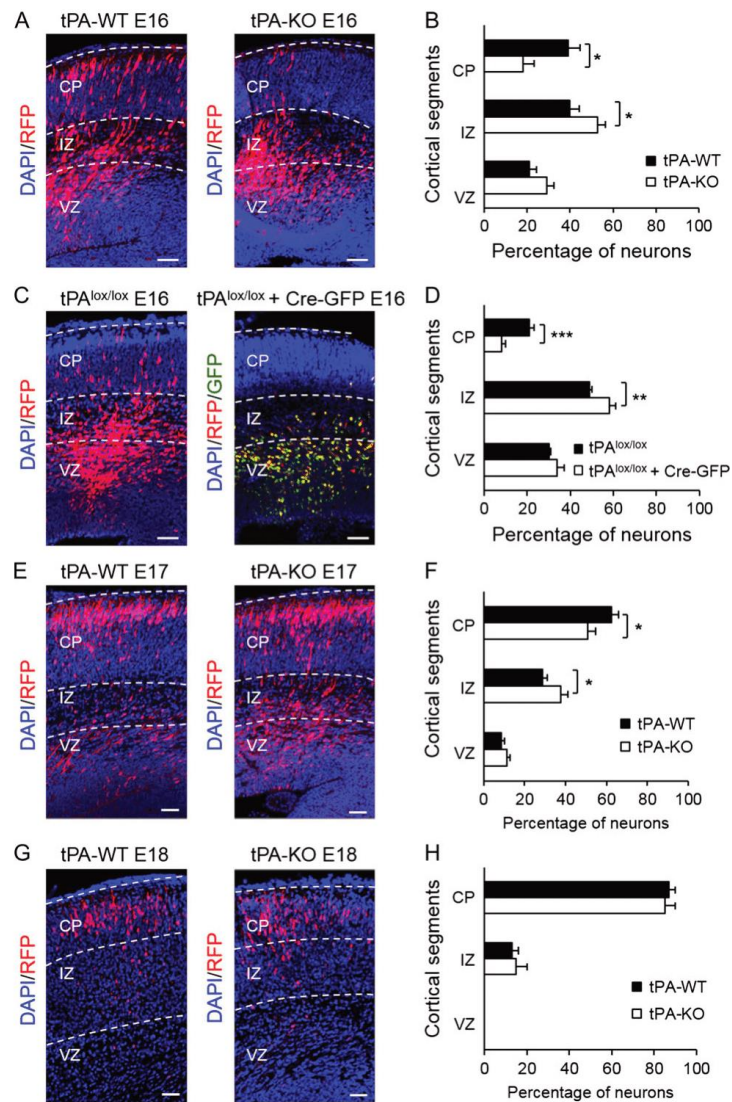 A
tPA-WT E16
tPA-KO E16
DAPI/RFP
CP
IZ
VZ
DAPI/RFP
B
Cortical segments
CP
IZ
VZ
*
*
tPA-WT
tPA-KO
0 20 40 60 80 100
Percentage of neurons
C
tPAlox/lox E16
tPAlox/lox + Cre-GFP E16
DAPI/RFP
CP
IZ
VZ
DAPI/RFP/GFP
CP
IZ
VZ
D
Cortical segments
CP
IZ
VZ
***
**
tPAlox/lox
tPAlox/lox + Cre-GFP
0 20 40 60 80 100
Percentage of neurons
E
tPA-WT E17
tPA-KO E17
DAPI/RFP
CP
IZ
VZ
DAPI/RFP
CP
IZ
VZ
F
Cortical segments
CP
IZ
VZ
*
*
tPA-WT
tPA-KO
0 20 40 60 80 100
Percentage of neurons
G
tPA-WT E18
tPA-KO E18
DAPI/RFP
CP
IZ
VZ
DAPI/RFP
CP
IZ
VZ
H
Cortical segments
CP
IZ
VZ
tPA-WT
tPA-KO
0 20 40 60 80 100
Percentage of neurons